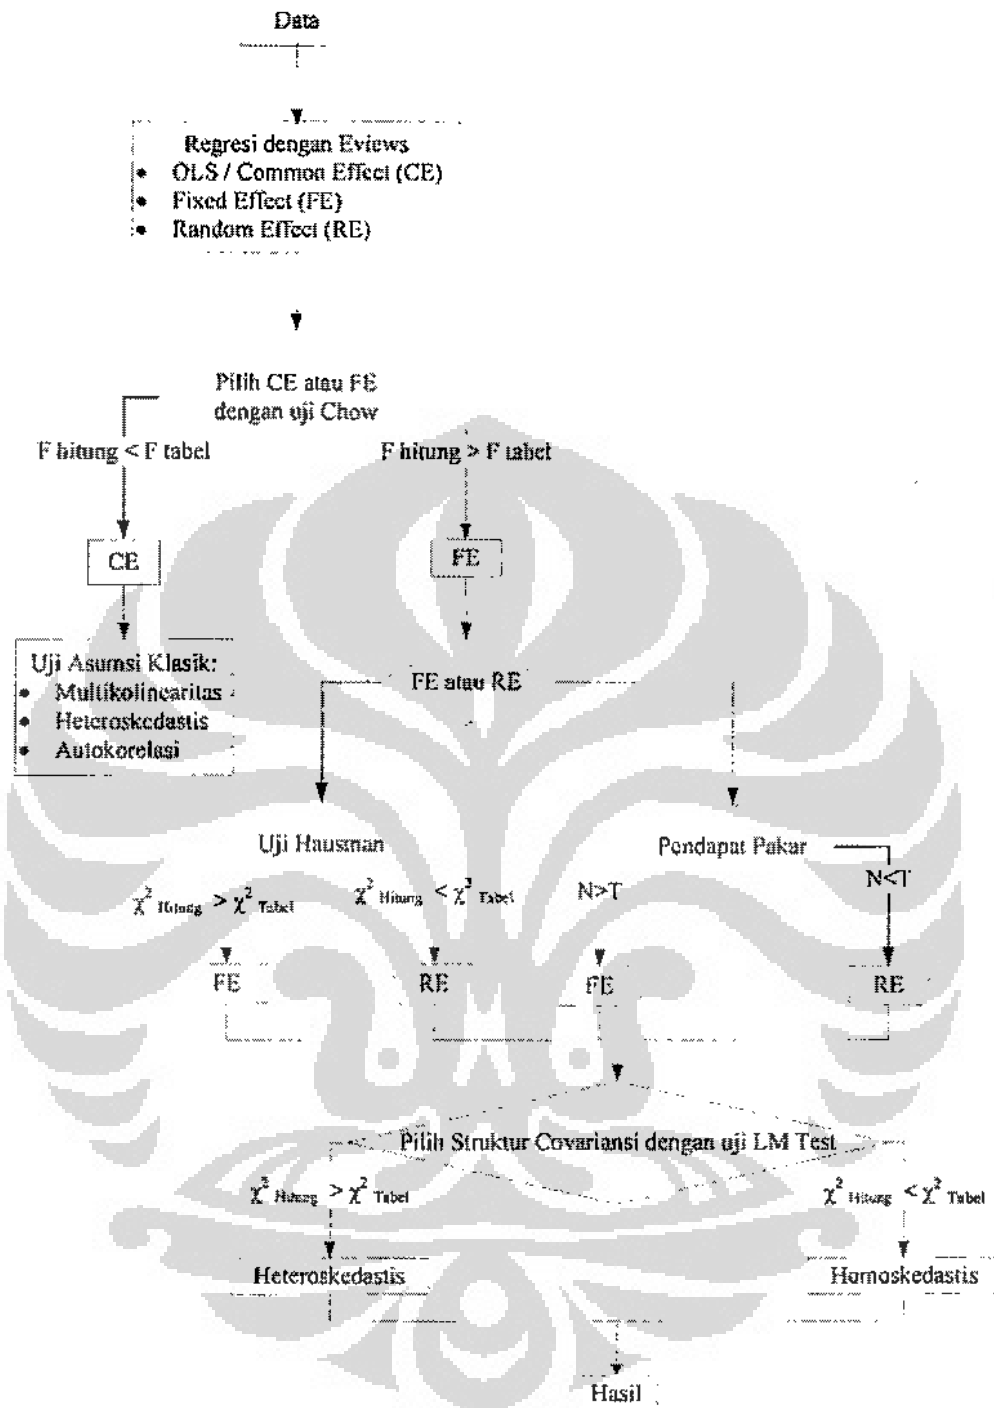 Data
Regresi dengan Eviews
• OLS / Common Effect (CE)
• Fixed Effect (FE)
• Random Effect (RE)
Pilih CE atau FE
dengan uji Chow
F hitung < F tabel
F hitung > F tabel
CE
FE
Uji Asumsi Klasik:
• Multikolinearitas
• Heteroskedastis
• Autokorelasi
FE atau RE
Uji Hausman
Pendapat Pakar
χ² Hitung > χ² Tabel
χ² Hitung < χ² Tabel
N>T
N<T
FE
RE
FE
RE
Pilih Struktur Covariansi dengan uji LM Test
χ² Hitung > χ² Tabel
χ² Hitung < χ² Tabel
Heteroskedastis
Homoskedastis
Hasil